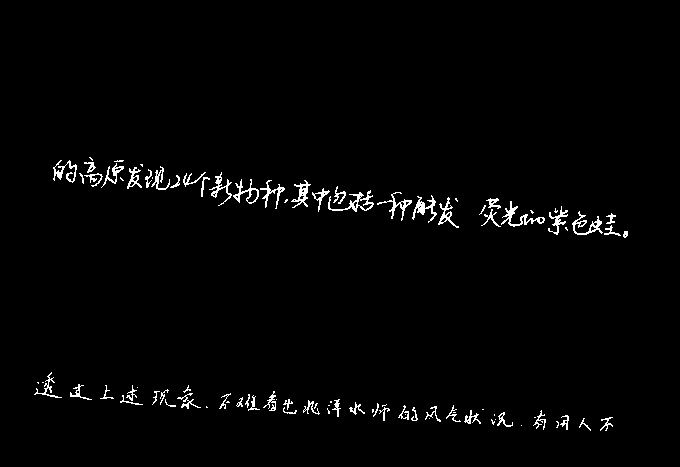 的高原发现24个新物种,其中包括一种能发 荧光的紫色蛙。
透过上述现象、不难看出北洋水师的风气状况,有用人不